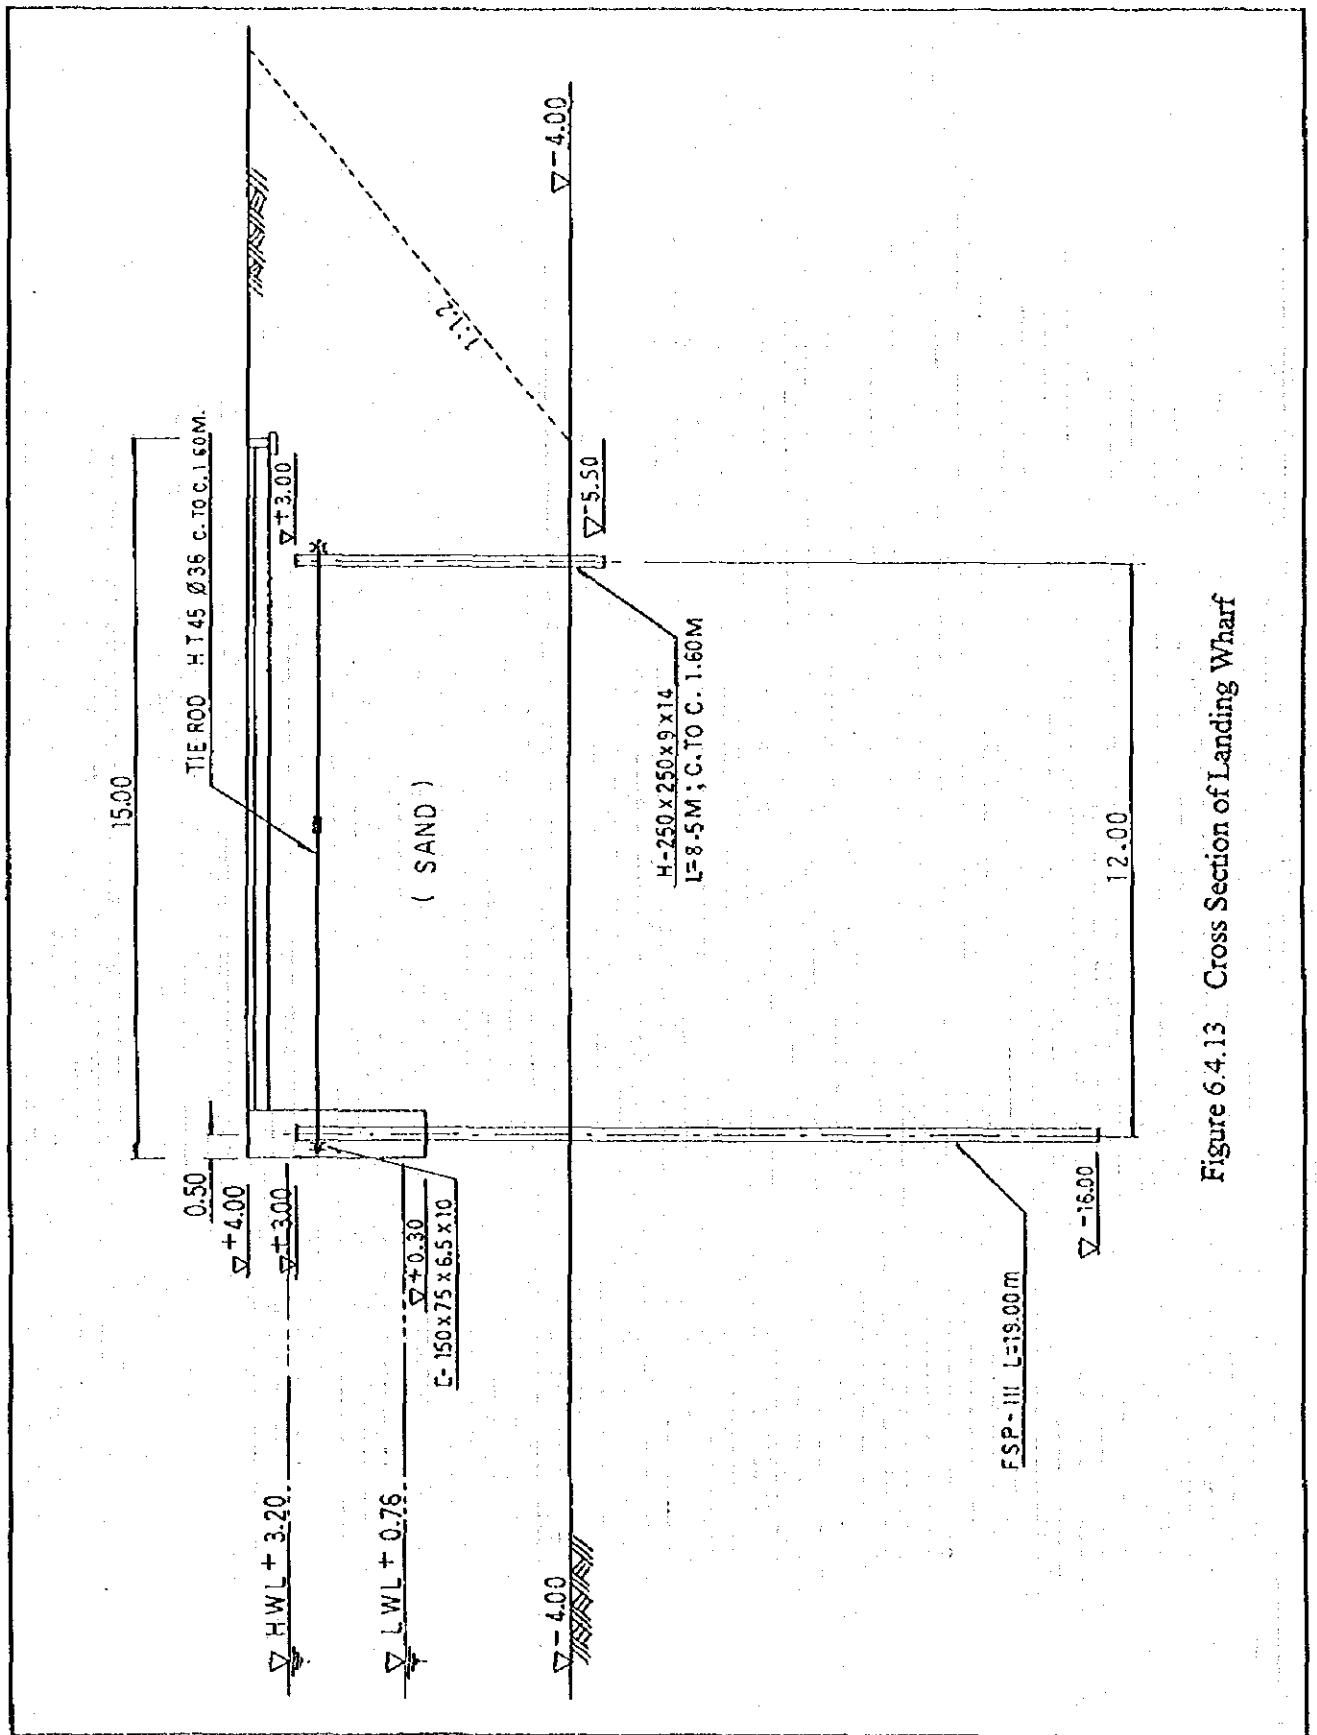 15.00
TIE ROD H T 45 Ø36 C. TO C. 1.60M.
0.50
▽+4.00
▽+3.00
▽+3.00
▽ HWL + 3.20
▽ LWL + 0.76
▽+0.30
[-150x75x6.5x10
( SAND )
1:1.2
▽-4.00
▽-4.00
▽-5.50
H-250x250x9x14
L=8.5M; C. TO C. 1.60M
12.00
FSP-III L=19.00m
▽-16.00
Figure 6.4.13 Cross Section of Landing Wharf